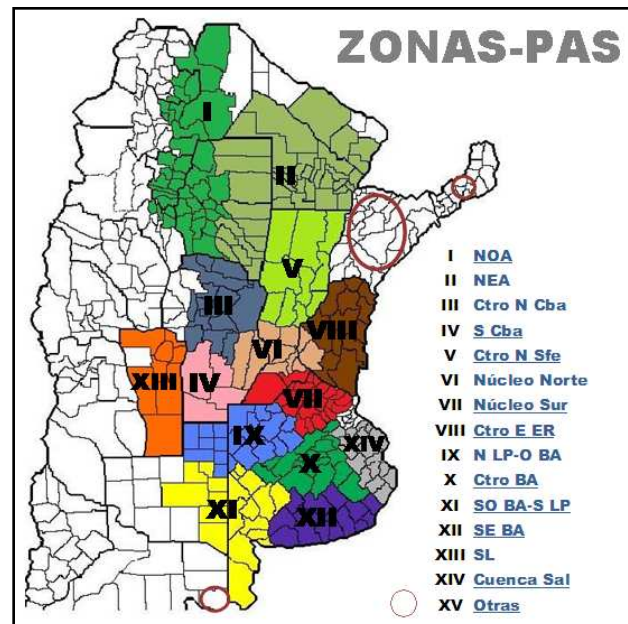 ZONAS-PAS
I
II
V
III
VIII
VI
XIII
IV
VII
IX
XIV
X
XI
XII
I NOA
II NEA
III Ctro N Cba
IV S Cba
V Ctro N Sfe
VI Núcleo Norte
VII Núcleo Sur
VIII Ctro E ER
IX N LP-O BA
X Ctro BA
XI SO BA-S LP
XII SE BA
XIII SL
XIV Cuenca Sal
XV Otras